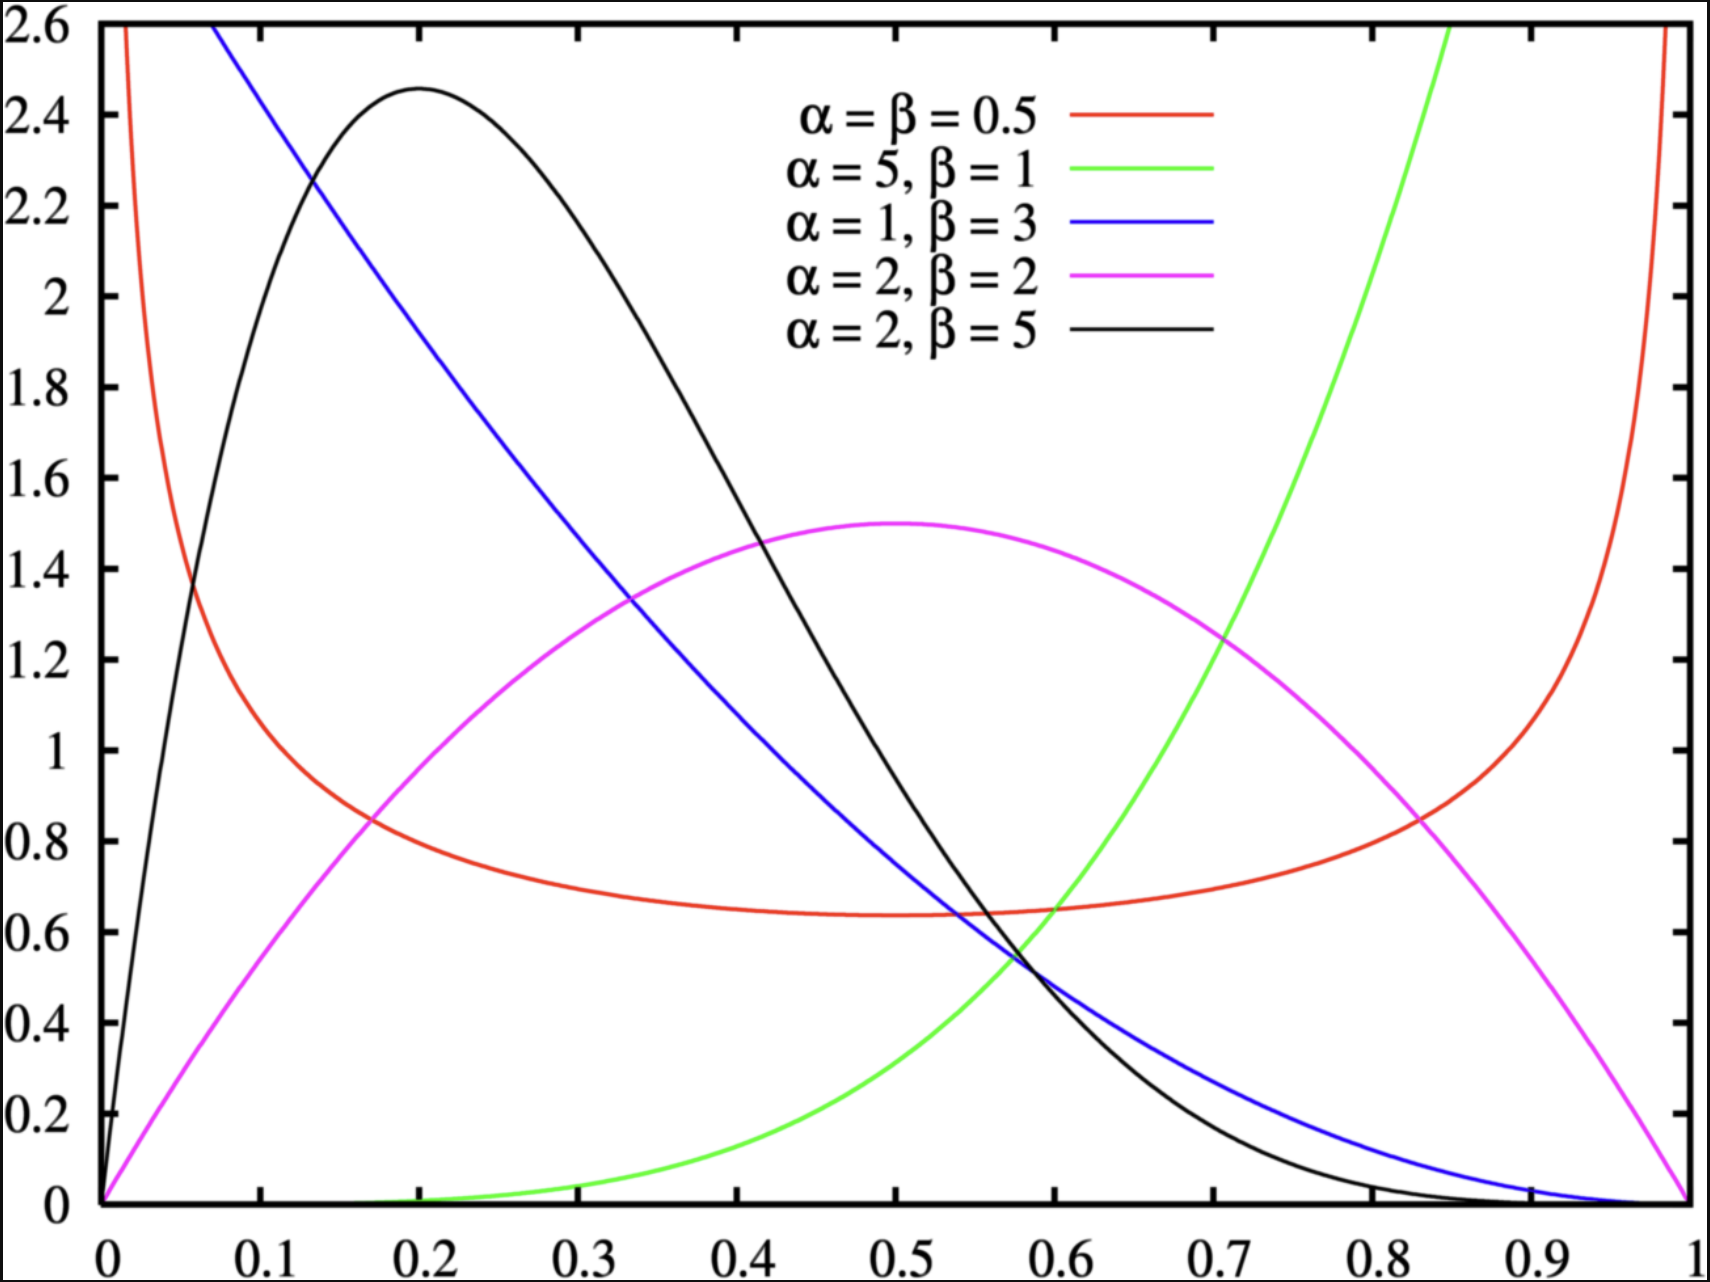 2.6
2.4
2.2
2
1.8
1.6
1.4
1.2
1
0.8
0.6
0.4
0.2
0
α = β = 0.5
α = 5, β = 1
α = 1, β = 3
α = 2, β = 2
α = 2, β = 5
0 0.1 0.2 0.3 0.4 0.5 0.6 0.7 0.8 0.9 1